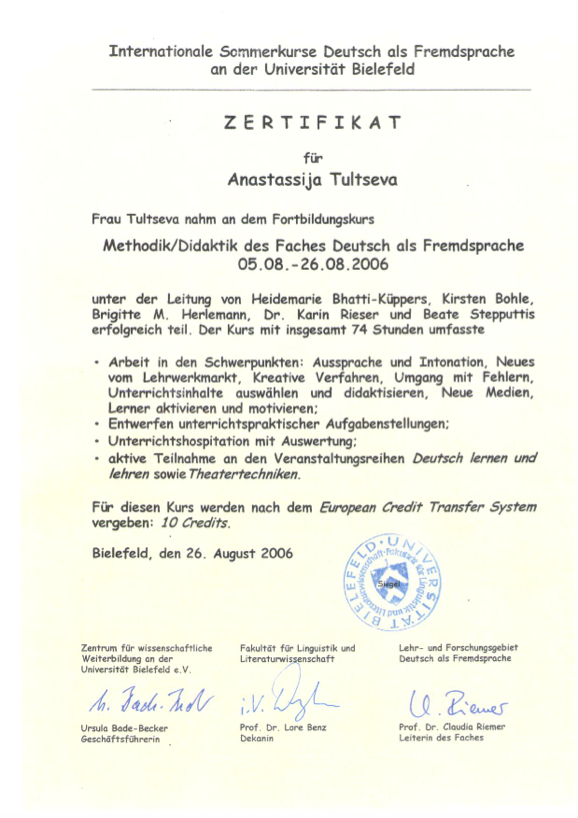 Internationale Sommerkurse Deutsch als Fremdsprache
an der Universität Bielefeld
ZERTIFIKAT
für
Anastassija Tultseva
Frau Tultseva nahm an dem Fortbildungskurs
Methodik/Didaktik des Faches Deutsch als Fremdsprache
05.08.-26.08.2006
unter der Leitung von Heidemarie Bhatti-Küppers, Kirsten Bohle,
Brigitte M. Herlemann, Dr. Karin Rieser und Beate Stepputtis
erfolgreich teil. Der Kurs mit insgesamt 74 Stunden umfasste
• Arbeit in den Schwerpunkten: Aussprache und Intonation, Neues
vom Lehrwerkmarkt, Kreative Verfahren, Umgang mit Fehlern,
Unterrichtsinhalte auswählen und didaktisieren, Neue Medien,
Lerner aktivieren und motivieren;
• Entwerfen unterrichtspraktischer Aufgabenstellungen;
• Unterrichtshospitation mit Auswertung;
• aktive Teilnahme an den Veranstaltungsreihen Deutsch lernen und
lehren sowie Theatertechniken.
Für diesen Kurs werden nach dem European Credit Transfer System
vergeben: 10 Credits.
Bielefeld, den 26. August 2006
UNIVERSITÄT BIELEFELD
Fakultät für Linguistik und Literaturwissenschaft
Siegel
Zentrum für wissenschaftliche
Weiterbildung an der
Universität Bielefeld e.V.
Ursula Bade-Becker
Geschäftsführerin
Fakultät für Linguistik und
Literaturwissenschaft
i.V.
Prof. Dr. Lore Benz
Dekanin
Lehr- und Forschungsgebiet
Deutsch als Fremdsprache
C. Riemer
Prof. Dr. Claudia Riemer
Leiterin des Faches